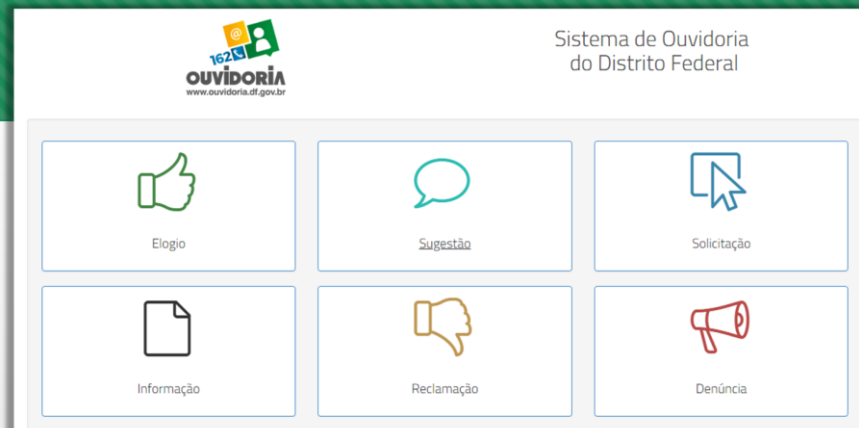 @
162
OUVIDORIA
www.ouvidoria.df.gov.br
Sistema de Ouvidoria
do Distrito Federal
Elogio
Sugestão
Solicitação
Informação
Reclamação
Denúncia